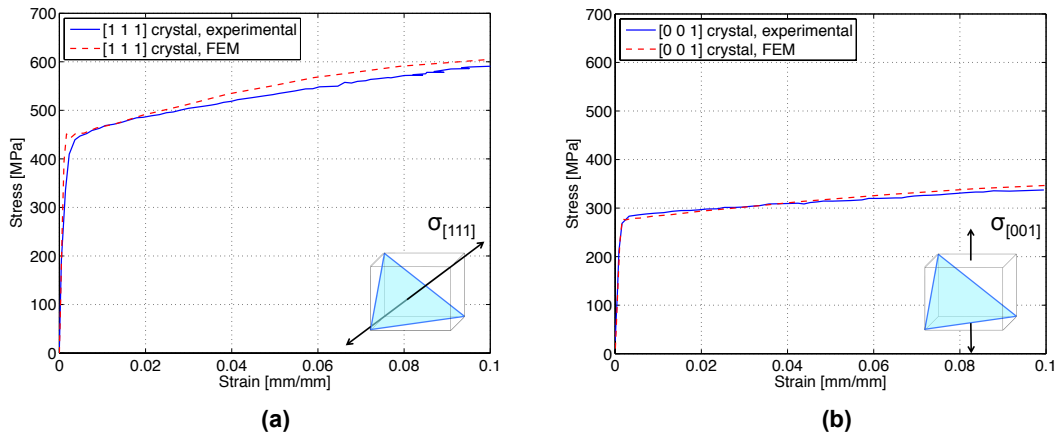 [1 1 1] crystal, experimental
[1 1 1] crystal, FEM
700
600
500
400
300
200
100
0
Stress [MPa]
σ[111]
0 0.02 0.04 0.06 0.08 0.1
Strain [mm/mm]
(a)
[0 0 1] crystal, experimental
[0 0 1] crystal, FEM
700
600
500
400
300
200
100
0
Stress [MPa]
σ[001]
0 0.02 0.04 0.06 0.08 0.1
Strain [mm/mm]
(b)